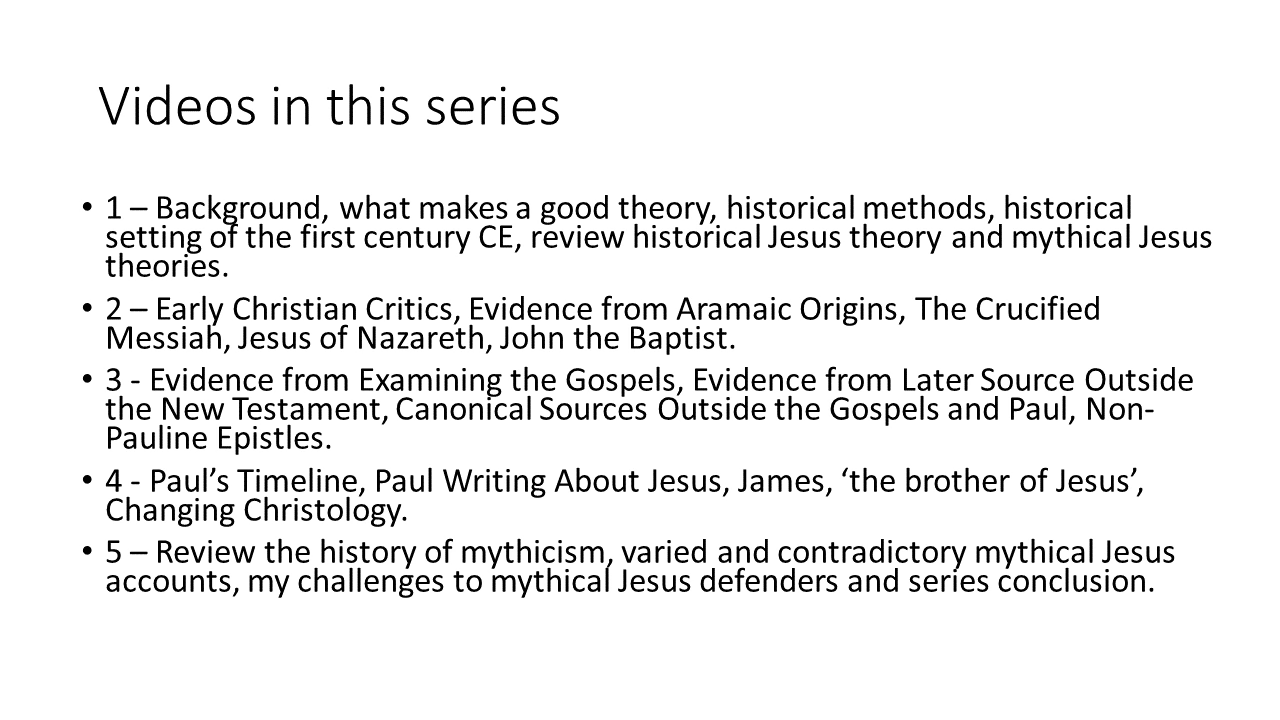 Videos in this series
• 1 – Background, what makes a good theory, historical methods, historical
setting of the first century CE, review historical Jesus theory and mythical Jesus
theories.
• 2 – Early Christian Critics, Evidence from Aramaic Origins, The Crucified
Messiah, Jesus of Nazareth, John the Baptist.
• 3 - Evidence from Examining the Gospels, Evidence from Later Source Outside
the New Testament, Canonical Sources Outside the Gospels and Paul, Non-
Pauline Epistles.
• 4 - Paul’s Timeline, Paul Writing About Jesus, James, ‘the brother of Jesus’,
Changing Christology.
• 5 – Review the history of mythicism, varied and contradictory mythical Jesus
accounts, my challenges to mythical Jesus defenders and series conclusion.